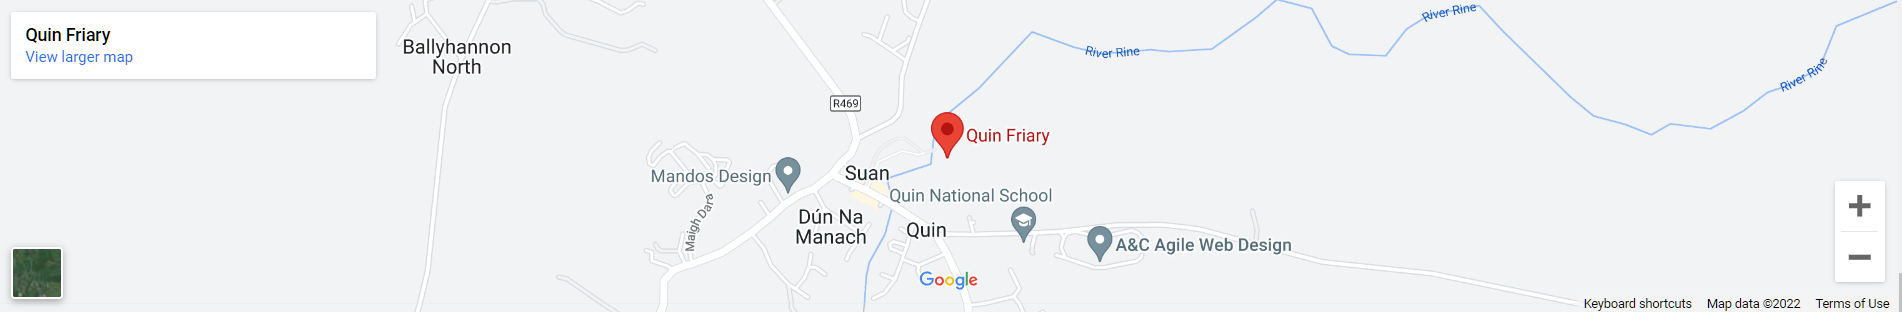 Quin Friary
View larger map
Ballyhannon
North
River Rine
River Rine
River Rine
R469
Quin Friary
Mandos Design
Suan
Quin National School
Maigh Dara
Dún Na
Manach
Quin
A&C Agile Web Design
Google
Keyboard shortcuts
Map data ©2022
Terms of Use